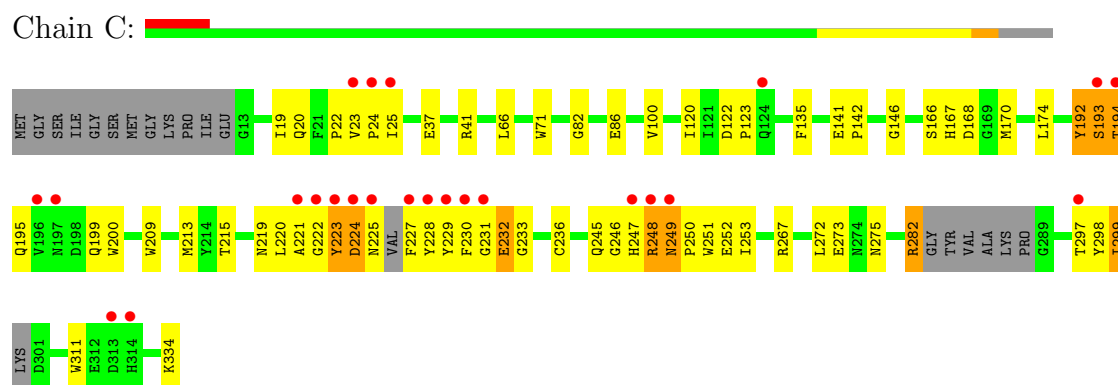 Chain C:
MET GLY SER ILE GLY SER MET GLY LYS PRO ILE GLU G13 I19 Q20 F21 P22 V23 P24 I25 E37 R41 L66 W71 G82 E86 V100 I120 I121 D122 P123 Q124 F135 E141 P142 G146 S166 H167 D168 G169 M170 L174 Y192 S193 T194
Q195 V196 N197 D198 Q199 W200 W209 M213 Y214 T215 N219 L220 A221 G222 Y223 D224 N225 VAL F227 Y228 Y229 F230 G231 E232 G233 C236 Q245 G246 H247 R248 N249 P250 W251 E252 I253 R267 L272 E273 N274 N275 R282 GLY TYR VAL ALA LYS PRO G289 T297 Y298 I299
LYS D301 W311 E312 D313 H314 K334